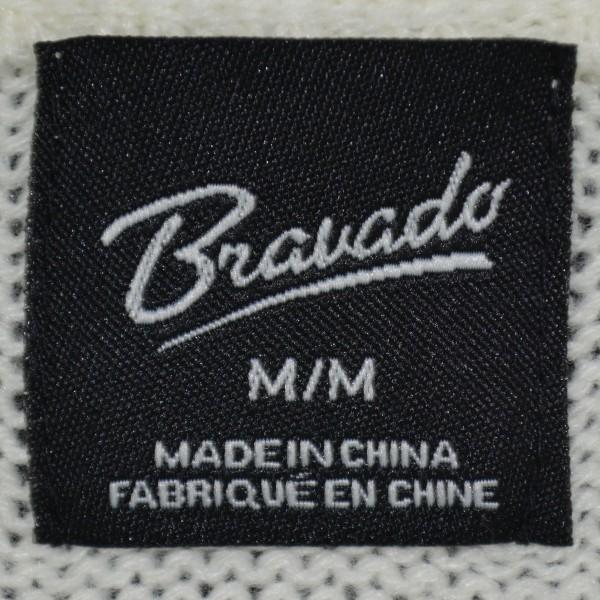 Bravado
M/M
MADE IN CHINA
FABRIQUÉ EN CHINE